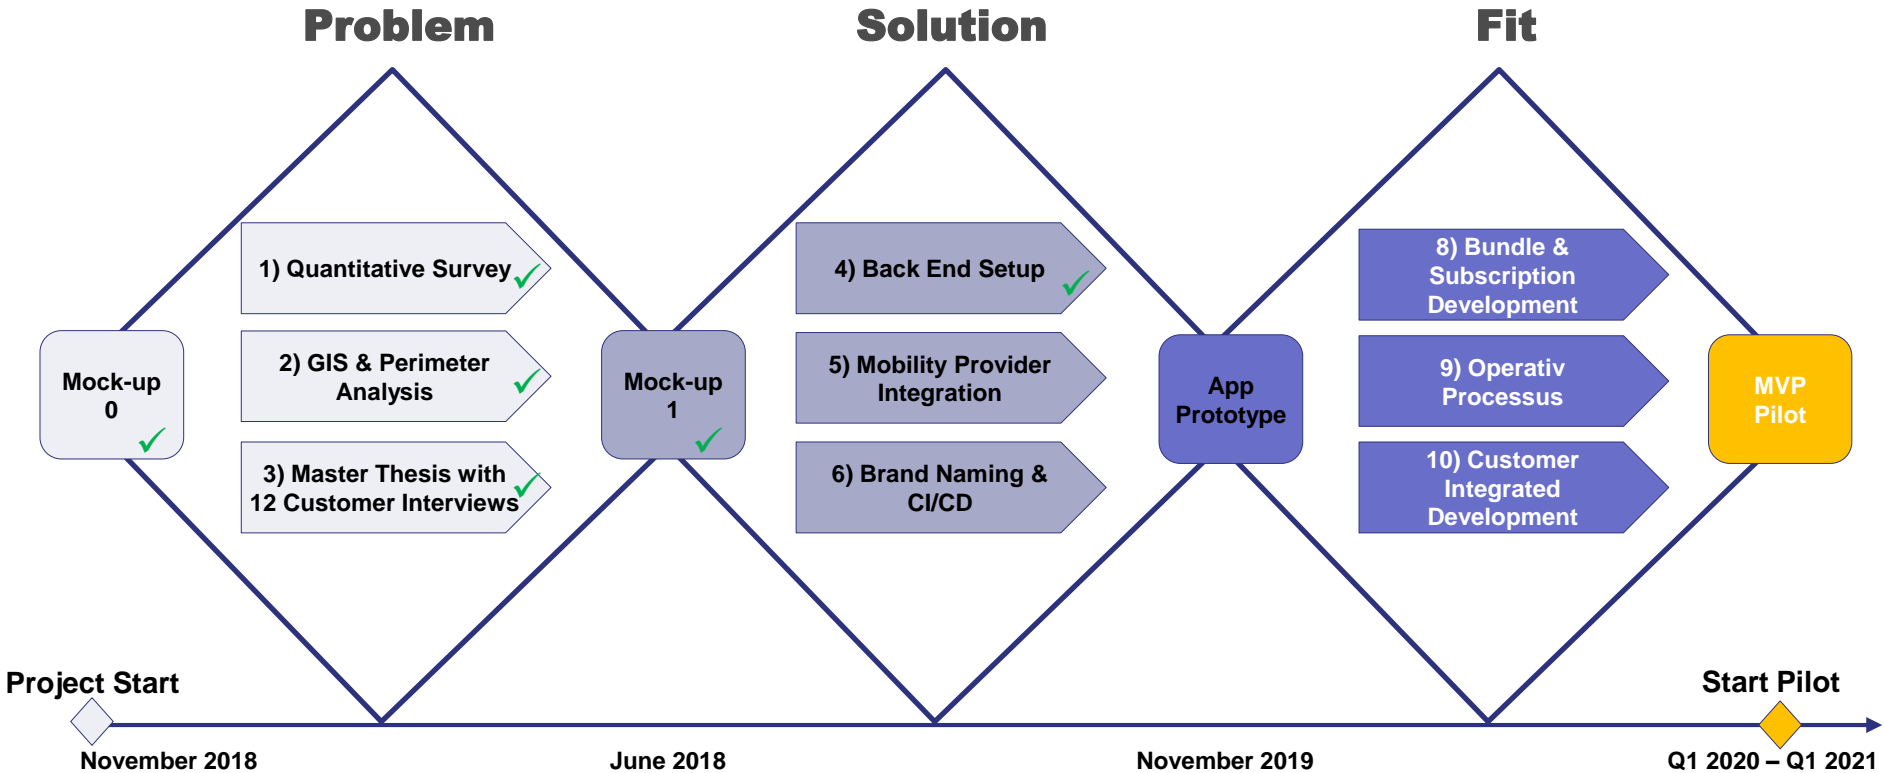 Problem
Solution
Fit
Mock-up
0
1) Quantitative Survey
2) GIS & Perimeter
Analysis
3) Master Thesis with
12 Customer Interviews
Mock-up
1
4) Back End Setup
5) Mobility Provider
Integration
6) Brand Naming &
CI/CD
App
Prototype
8) Bundle &
Subscription
Development
9) Operativ
Processus
10) Customer
Integrated
Development
MVP
Pilot
Project Start
Start Pilot
November 2018
June 2018
November 2019
Q1 2020 – Q1 2021